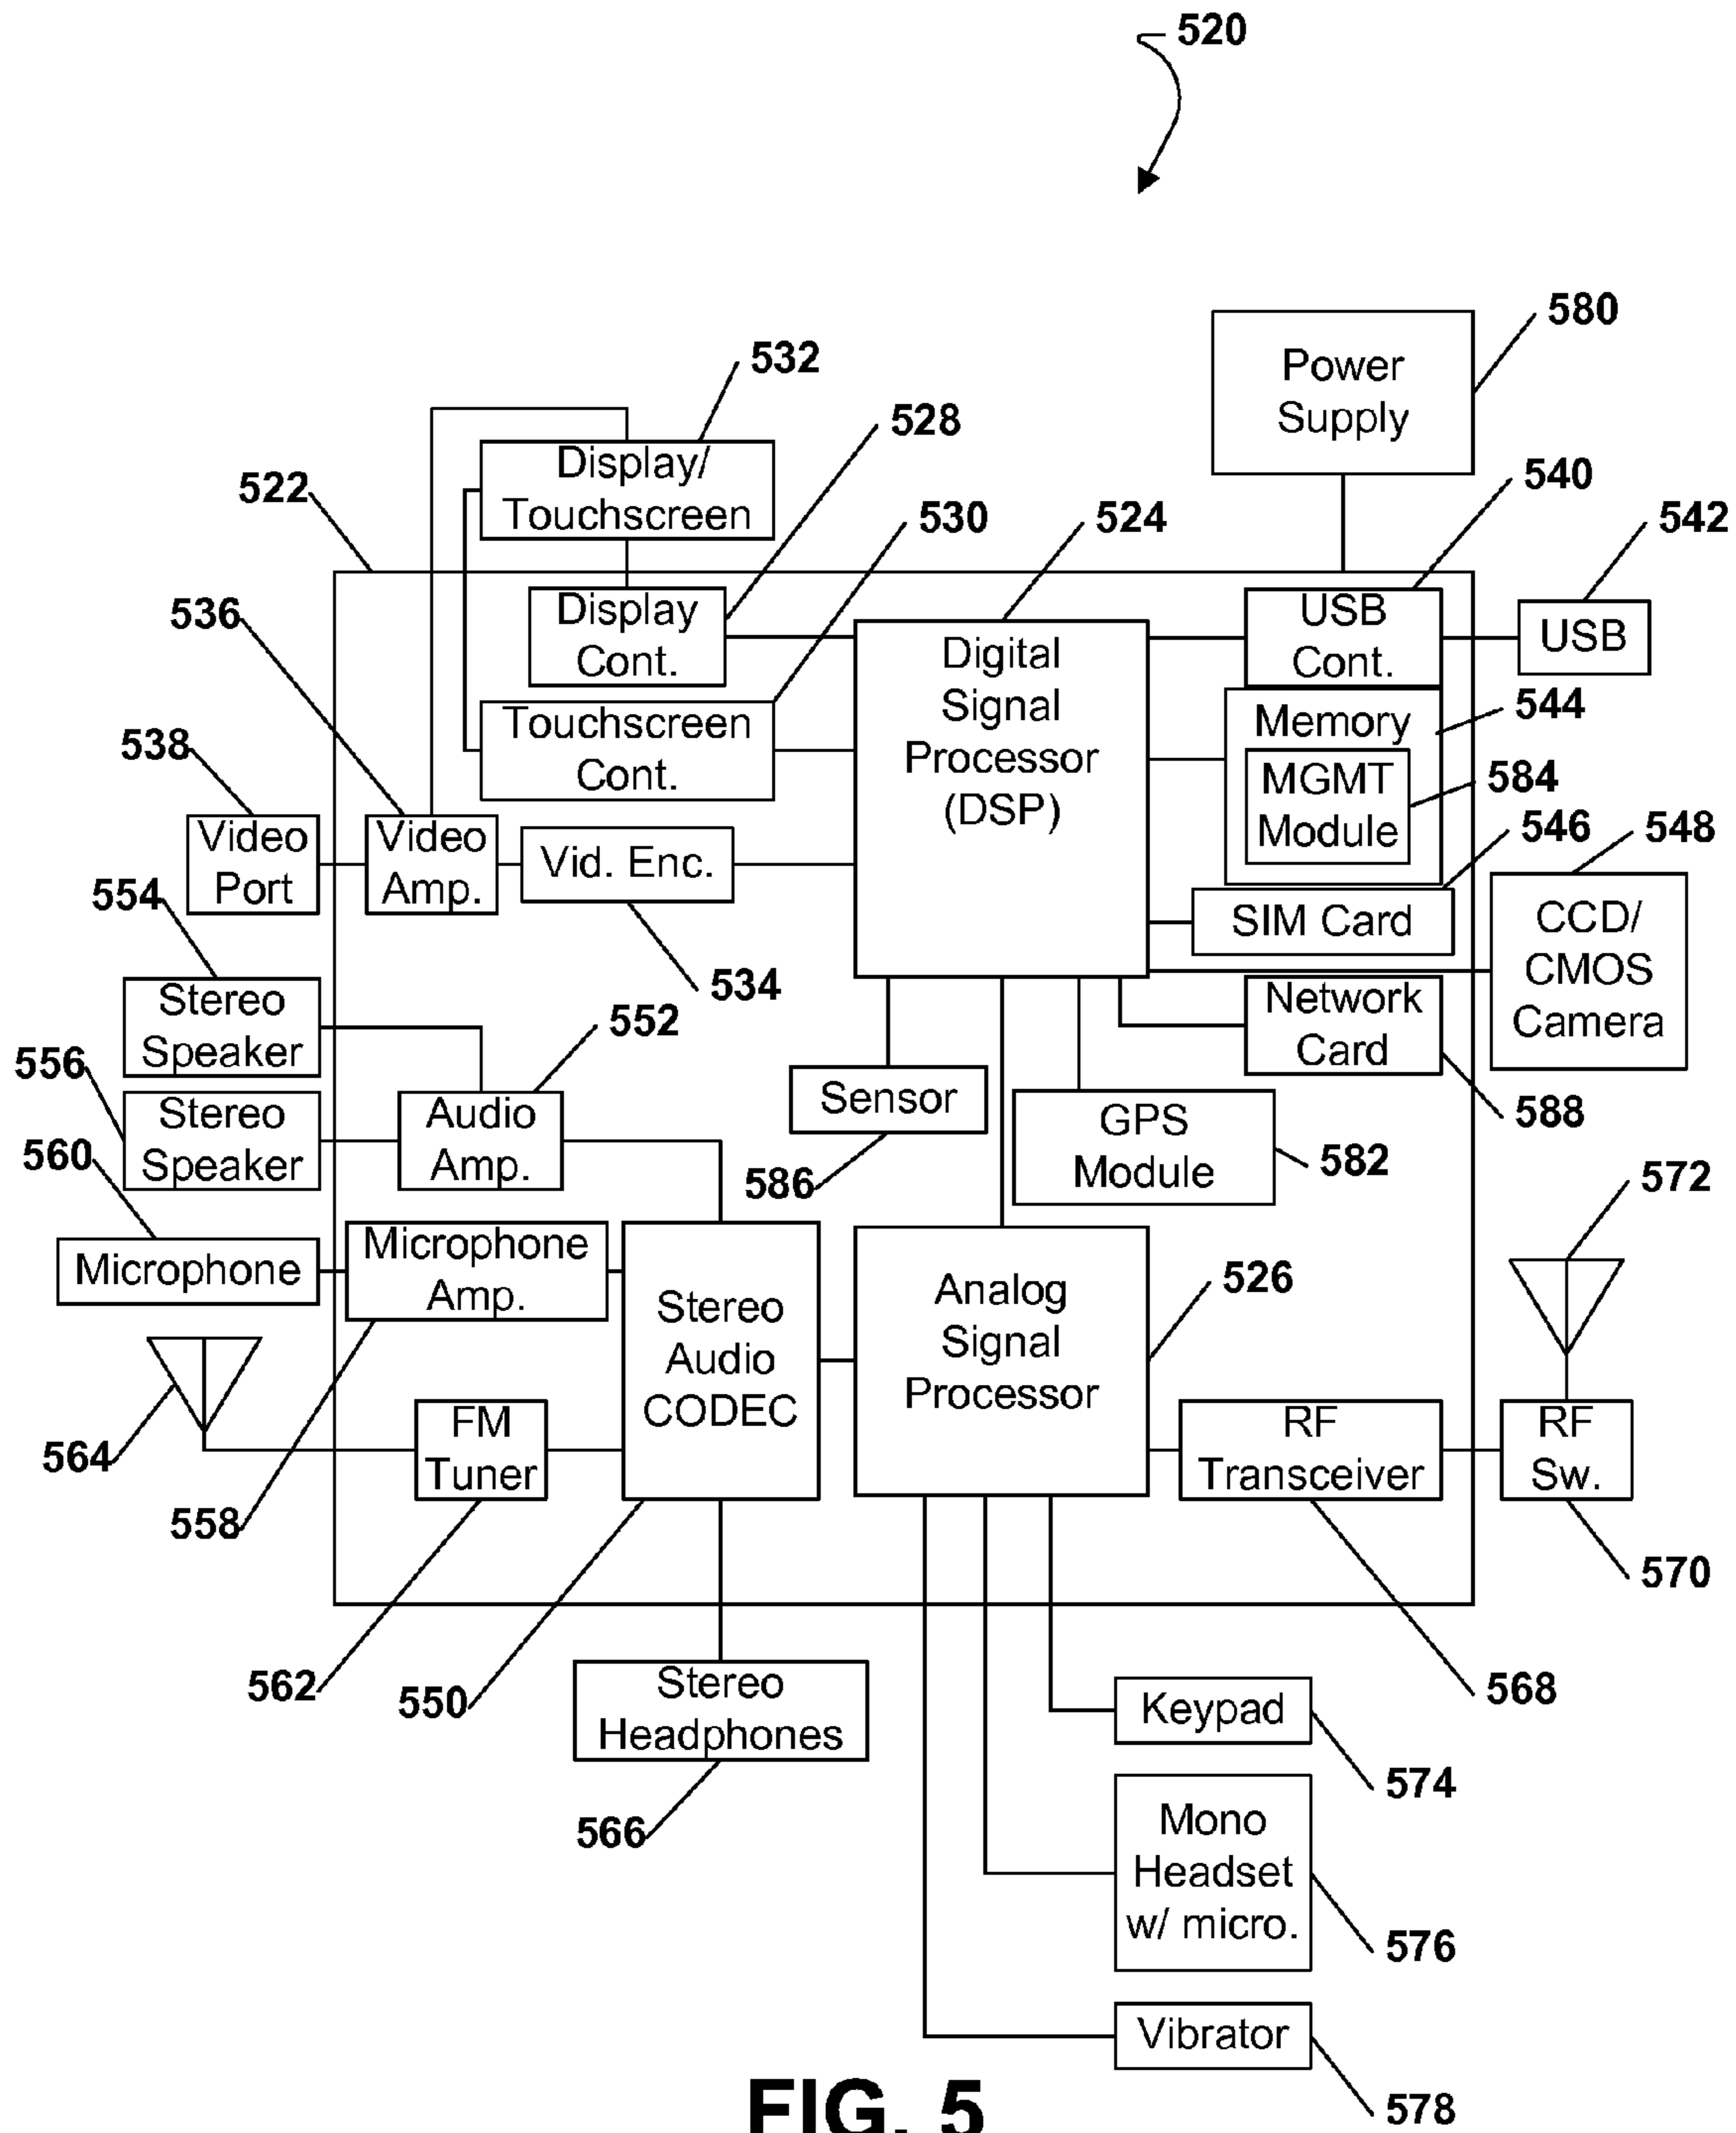 520
580
Power
Supply
532
528
Display/
Touchscreen
522
540
530
524
542
536
Display
Cont.
USB
Cont.
USB
Digital
Signal
Processor
(DSP)
Touchscreen
Cont.
Memory
544
538
MGMT
Module
584
546
548
Video
Port
Video
Amp.
Vid. Enc.
554
SIM Card
CCD/
CMOS
Camera
534
Stereo
Speaker
552
Network
Card
556
Stereo
Speaker
Audio
Amp.
Sensor
GPS
Module
588
560
586
582
572
Microphone
Microphone
Amp.
Stereo
Audio
CODEC
Analog
Signal
Processor
526
564
FM
Tuner
RF
Transceiver
RF
Sw.
558
570
562
550
Stereo
Headphones
568
Keypad
574
566
Mono
Headset
w/ micro.
576
Vibrator
578
FIG. 5